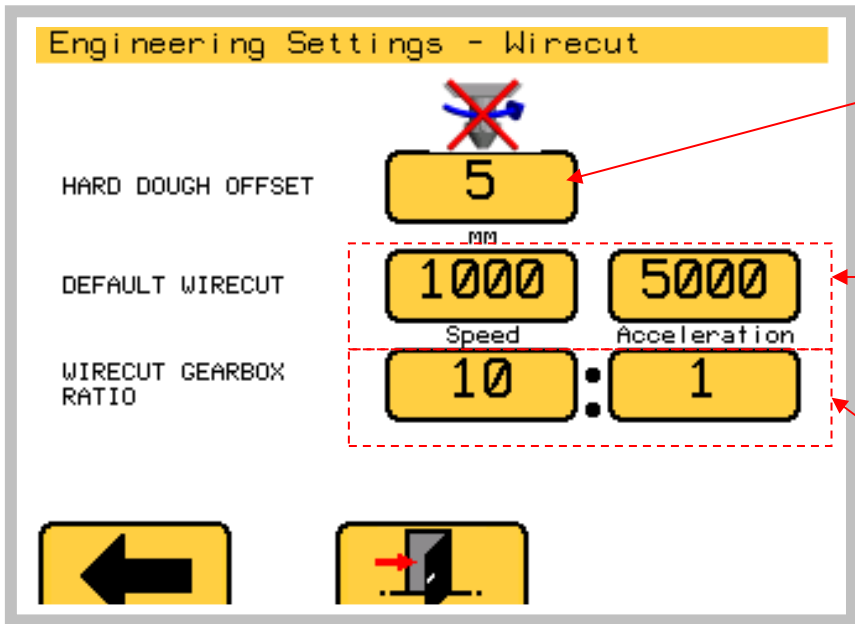 Engineering Settings - Wirecut
HARD DOUGH OFFSET
5
MM
DEFAULT WIRECUT
1000 5000
Speed Acceleration
WIRECUT GEARBOX
RATIO
10 : 1